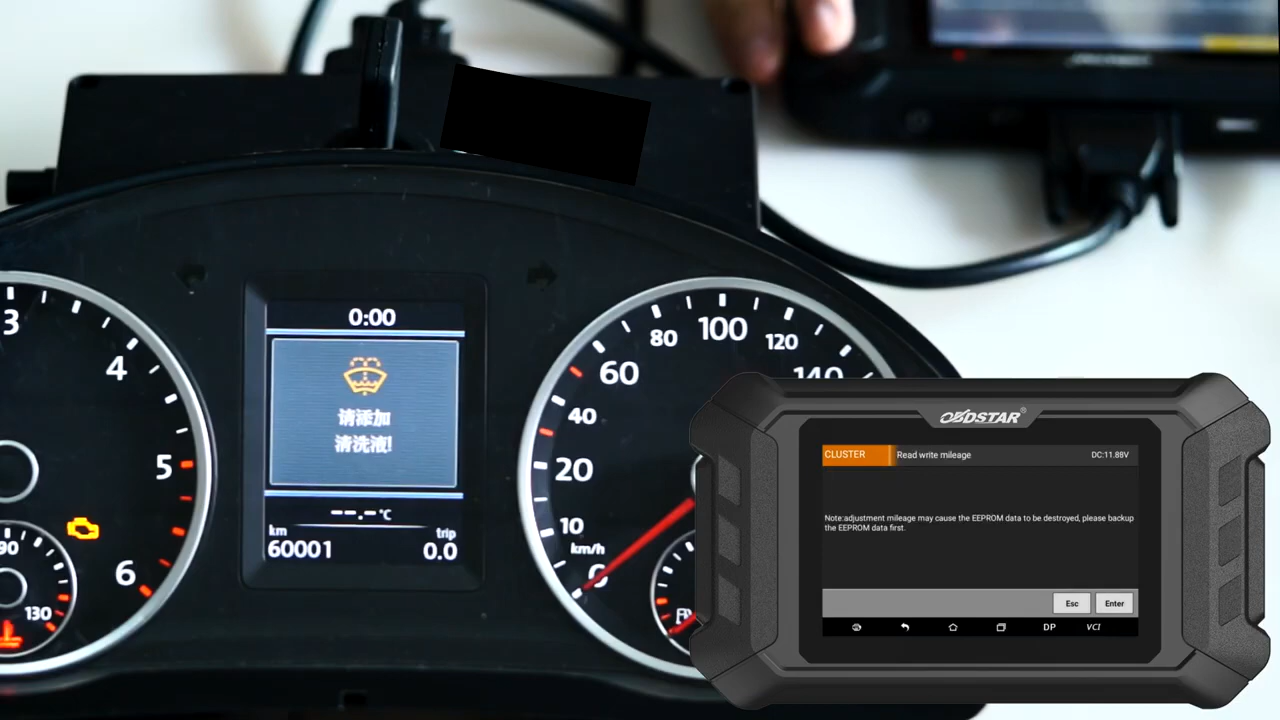 0:00
请添加
清洗液!
--.-°C
km
trip
60001
0.0
3
4
5
6
90
130
0
10
20
40
60
80
100
120
140
km/h
OBDSTAR®
CLUSTER
Read write mileage
DC:11.88V
Note:adjustment mileage may cause the EEPROM data to be destroyed, please backup
the EEPROM data first.
Esc
Enter
DP
VCI